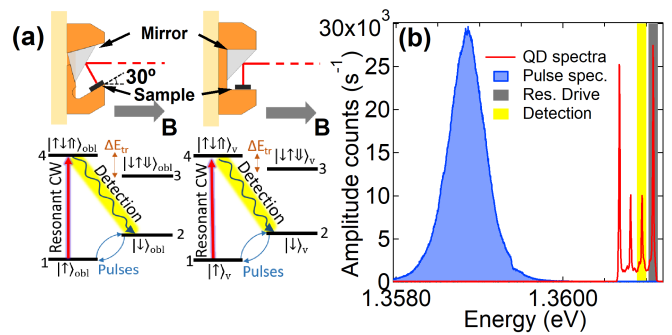 (a)
Mirror
30º
Sample
B
B
4
|↑↓⇑⟩obl
ΔEtr
|↑↓⇓⟩obl
3
Resonant CW
Detection
|↓⟩obl
2
Pulses
1
|↑⟩obl
4
|↑↓⇑⟩v
ΔEtr
|↑↓⇓⟩v
3
Resonant CW
Detection
|↓⟩v
2
Pulses
1
|↑⟩v
(b)
30x10³
25
20
15
10
5
0
Amplitude counts (s⁻¹)
QD spectra
Pulse spec.
Res. Drive
Detection
1.3580
1.3600
Energy (eV)